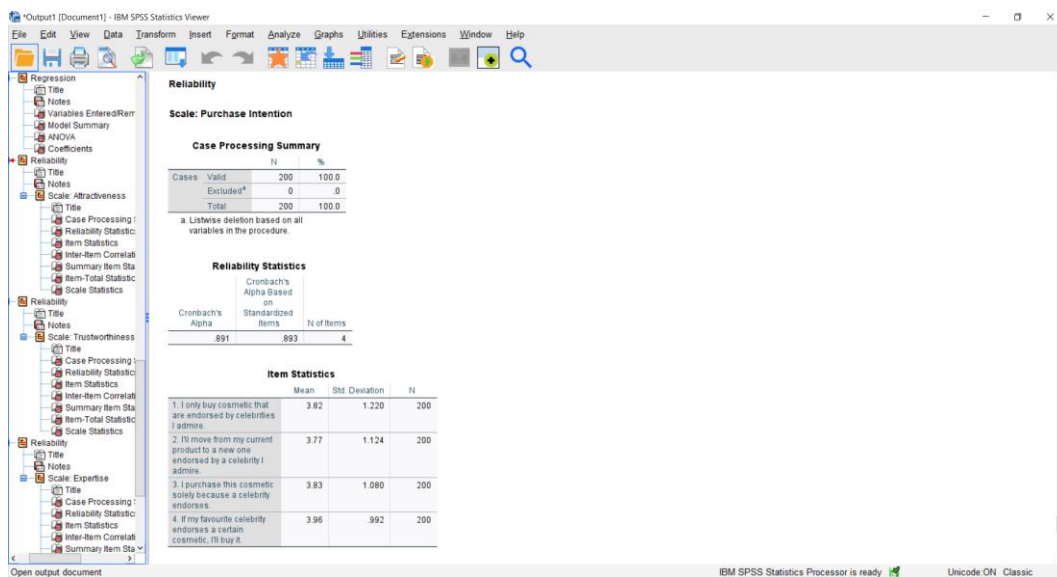 *Output1 [Document1] - IBM SPSS Statistics Viewer
File Edit View Data Transform Insert Format Analyze Graphs Utilities Extensions Window Help
Regression
Title
Notes
Variables Entered/Rem
Model Summary
ANOVA
Coefficients
Reliability
Title
Notes
Scale: Attractiveness
Title
Case Processing S
Reliability Statistic
Item Statistics
Inter-Item Correlati
Summary Item Sta
Item-Total Statistic
Scale Statistics
Reliability
Title
Notes
Scale: Trustworthiness
Title
Case Processing
Reliability Statistic
Item Statistics
Inter-Item Correlati
Summary Item Sta
Item-Total Statistic
Scale Statistics
Reliability
Title
Notes
Scale: Expertise
Title
Case Processing
Reliability Statistic
Item Statistics
Inter-Item Correlati
Summary Item Sta
Reliability
Scale: Purchase Intention
Case Processing Summary
N %
Cases Valid 200 100.0
Excluded a 0 .0
Total 200 100.0
a. Listwise deletion based on all
variables in the procedure.
Reliability Statistics
Cronbach's
Alpha Based
on
Cronbach's Standardized
Alpha Items N of Items
.891 .893 4
Item Statistics
Mean Std. Deviation N
1. I only buy cosmetic that 3.82 1.220 200
are endorsed by celebrities
I admire.
2. I'll move from my current 3.77 1.124 200
product to a new one
endorsed by a celebrity I
admire.
3. I purchase this cosmetic 3.83 1.080 200
solely because a celebrity
endorses.
4. If my favourite celebrity 3.96 .992 200
endorses a certain
cosmetic, I'll buy it.
Open output document IBM SPSS Statistics Processor is ready Unicode:ON Classic